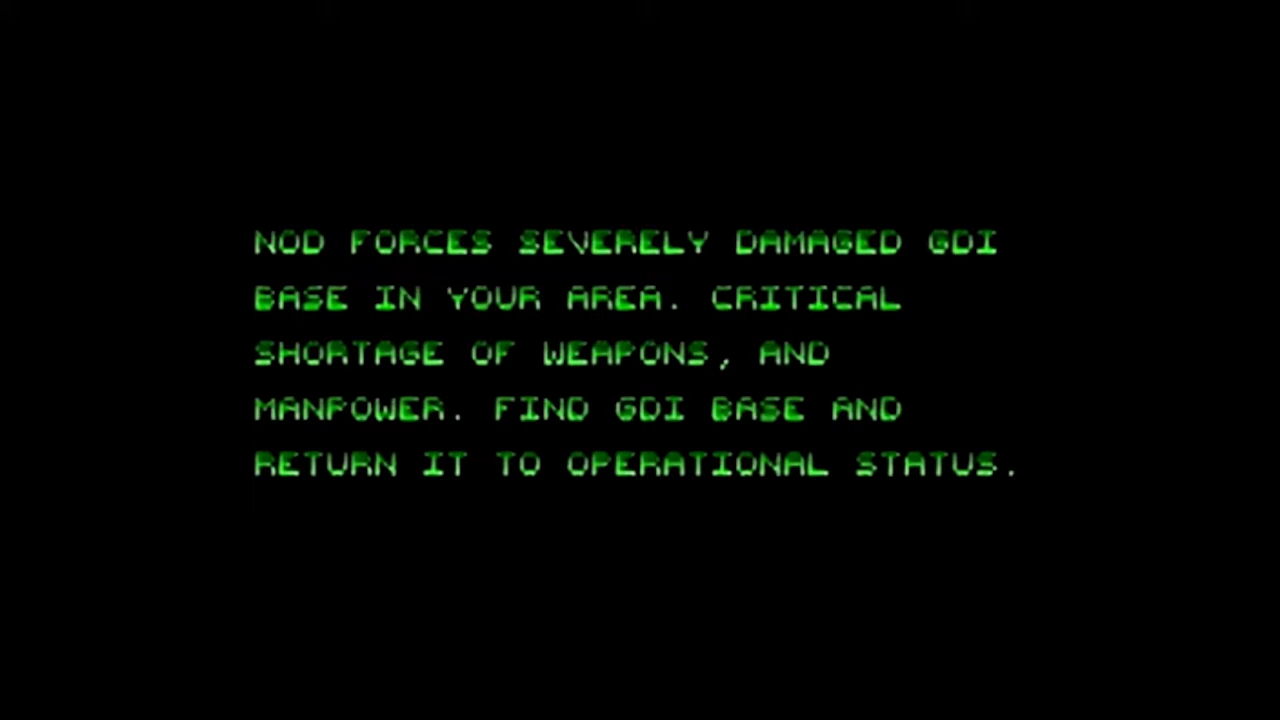 NOD FORCES SEVERELY DAMAGED GDI
BASE IN YOUR AREA. CRITICAL
SHORTAGE OF WEAPONS, AND
MANPOWER. FIND GDI BASE AND
RETURN IT TO OPERATIONAL STATUS.